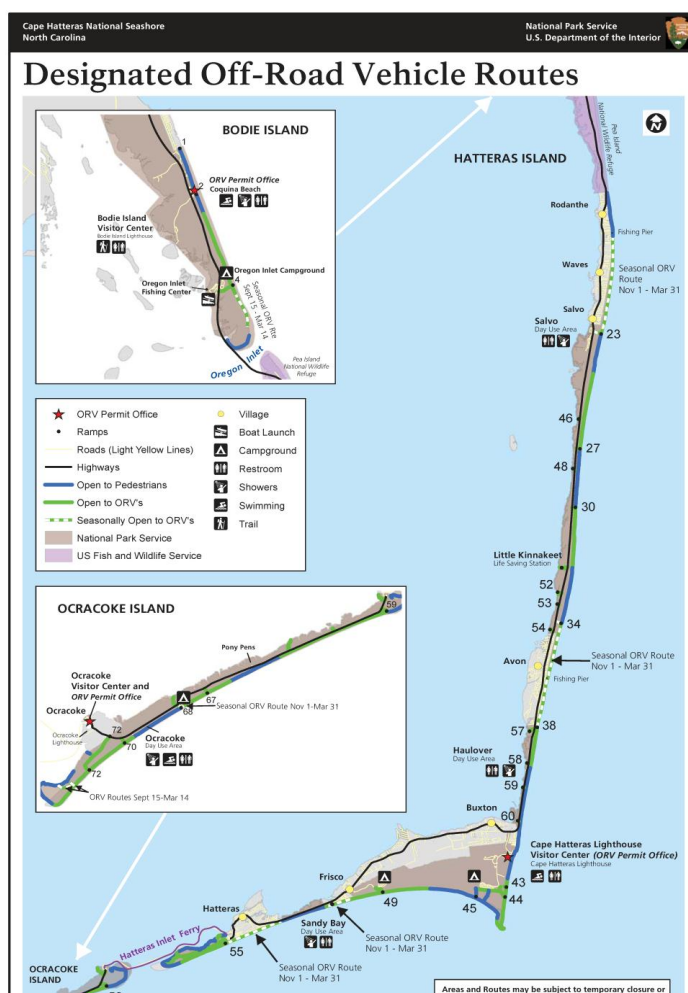 Cape Hatteras National Seashore
North Carolina
National Park Service
U.S. Department of the Interior
Designated Off-Road Vehicle Routes
BODIE ISLAND
1
2
ORV Permit Office
Coquina Beach
Bodie Island
Visitor Center
Bodie Island Lighthouse
Oregon Inlet Campground
4
Oregon Inlet
Fishing Center
Seasonal ORV Rte
Sept 15 - Mar 14
Oregon Inlet
Pea Island
National Wildlife
Refuge
HATTERAS ISLAND
N
Pea Island
National Wildlife
Refuge
Rodanthe
Fishing Pier
Waves
Seasonal ORV
Route
Nov 1 - Mar 31
Salvo
Salvo
Day Use Area
23
46
27
48
30
Little Kinnakeet
Life Saving Station
52
53
54
34
Avon
Seasonal ORV Route
Nov 1 - Mar 31
Fishing Pier
57
38
Haulover
Day Use Area
58
59
60
Buxton
Cape Hatteras Lighthouse
Visitor Center (ORV Permit Office)
Cape Hatteras Lighthouse
43
44
45
49
Frisco
Hatteras
Sandy Bay
Day Use Area
Seasonal ORV Route
Nov 1 - Mar 31
55
Seasonal ORV Route
Nov 1 - Mar 31
Hatteras Inlet Ferry
OCRACOKE
ISLAND
ORV Permit Office
Ramps
Roads (Light Yellow Lines)
Highways
Open to Pedestrians
Open to ORV's
Seasonally Open to ORV's
National Park Service
US Fish and Wildlife Service
Village
Boat Launch
Campground
Restroom
Showers
Swimming
Trail
OCRACOKE ISLAND
59
Pony Pens
Ocracoke
Visitor Center and
ORV Permit Office
Ocracoke
Ocracoke
Lighthouse
67
68
Seasonal ORV Route Nov 1-Mar 31
72
70
Ocracoke
Day Use Area
72
ORV Routes Sept 15-Mar 14
Areas and Routes may be subject to temporary closure or